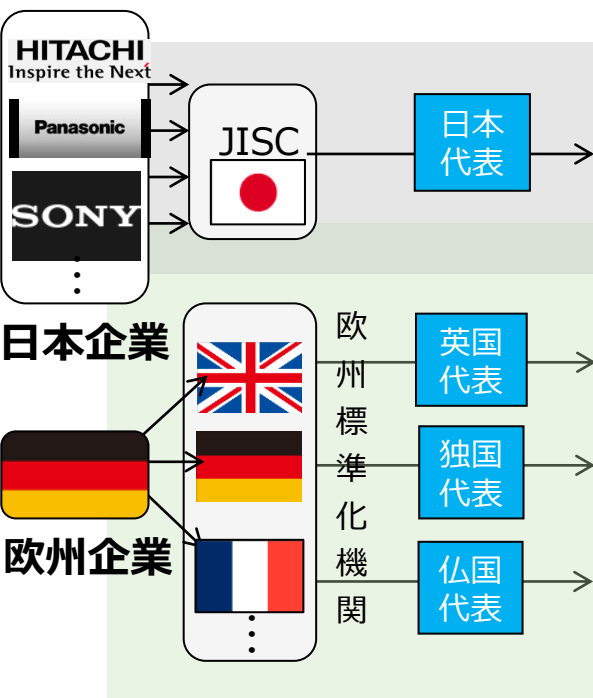 HITACHI
Inspire the Next
Panasonic
SONY
日本企業
JISC
日本
代表
欧州標準化機関
英国
代表
独国
代表
仏国
代表
欧州企業